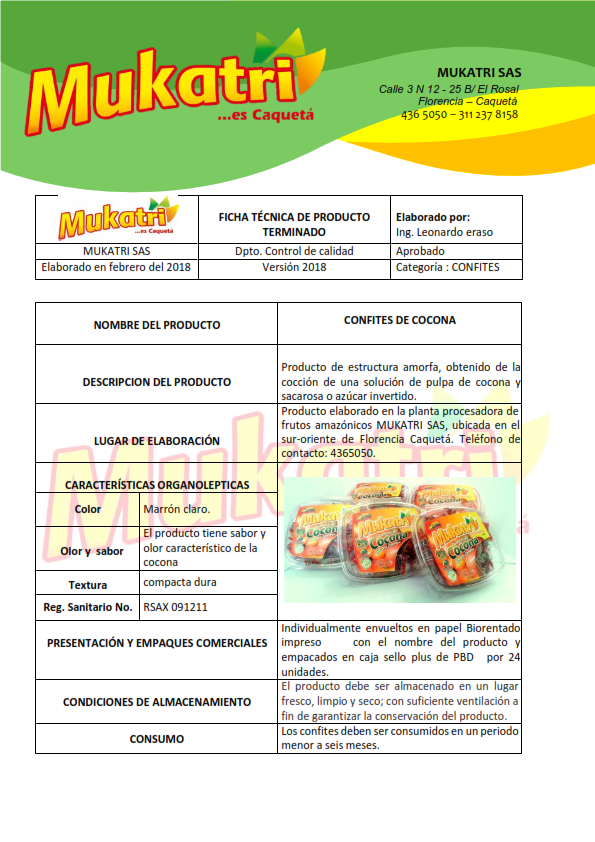 Mukatri
...es Caquetá
MUKATRI SAS
Calle 3 N 12 - 25 B/ El Rosal
Florencia – Caquetá
436 5050 – 311 237 8158
Mukatri
...es Caquetá
FICHA TÉCNICA DE PRODUCTO
TERMINADO
Elaborado por:
Ing. Leonardo eraso
MUKATRI SAS
Dpto. Control de calidad
Aprobado
Elaborado en febrero del 2018
Versión 2018
Categoría : CONFITES
NOMBRE DEL PRODUCTO
CONFITES DE COCONA
DESCRIPCION DEL PRODUCTO
Producto de estructura amorfa, obtenido de la
cocción de una solución de pulpa de cocona y
sacarosa o azúcar invertido.
LUGAR DE ELABORACIÓN
Producto elaborado en la planta procesadora de
frutos amazónicos MUKATRI SAS, ubicada en el
sur-oriente de Florencia Caquetá. Teléfono de
contacto: 4365050.
CARACTERÍSTICAS ORGANOLEPTICAS
Color
Marrón claro.
Olor y sabor
El producto tiene sabor y
olor característico de la
cocona
Textura
compacta dura
Reg. Sanitario No.
RSAX 091211
Mukatri
Cocona
Mukatri
Cocona
Mukatri
Cocona
PRESENTACIÓN Y EMPAQUES COMERCIALES
Individualmente envueltos en papel Biorentado
impreso con el nombre del producto y
empacados en caja sello plus de PBD por 24
unidades.
CONDICIONES DE ALMACENAMIENTO
El producto debe ser almacenado en un lugar
fresco, limpio y seco; con suficiente ventilación a
fin de garantizar la conservación del producto.
CONSUMO
Los confites deben ser consumidos en un periodo
menor a seis meses.